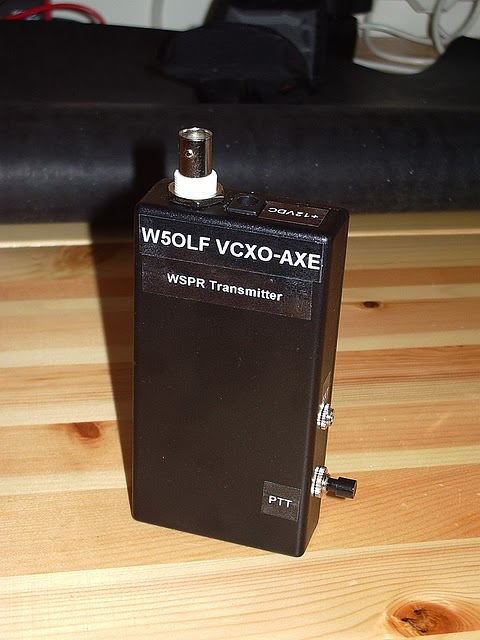 +12VDC
W5OLF VCXO-AXE
WSPR Transmitter
PTT